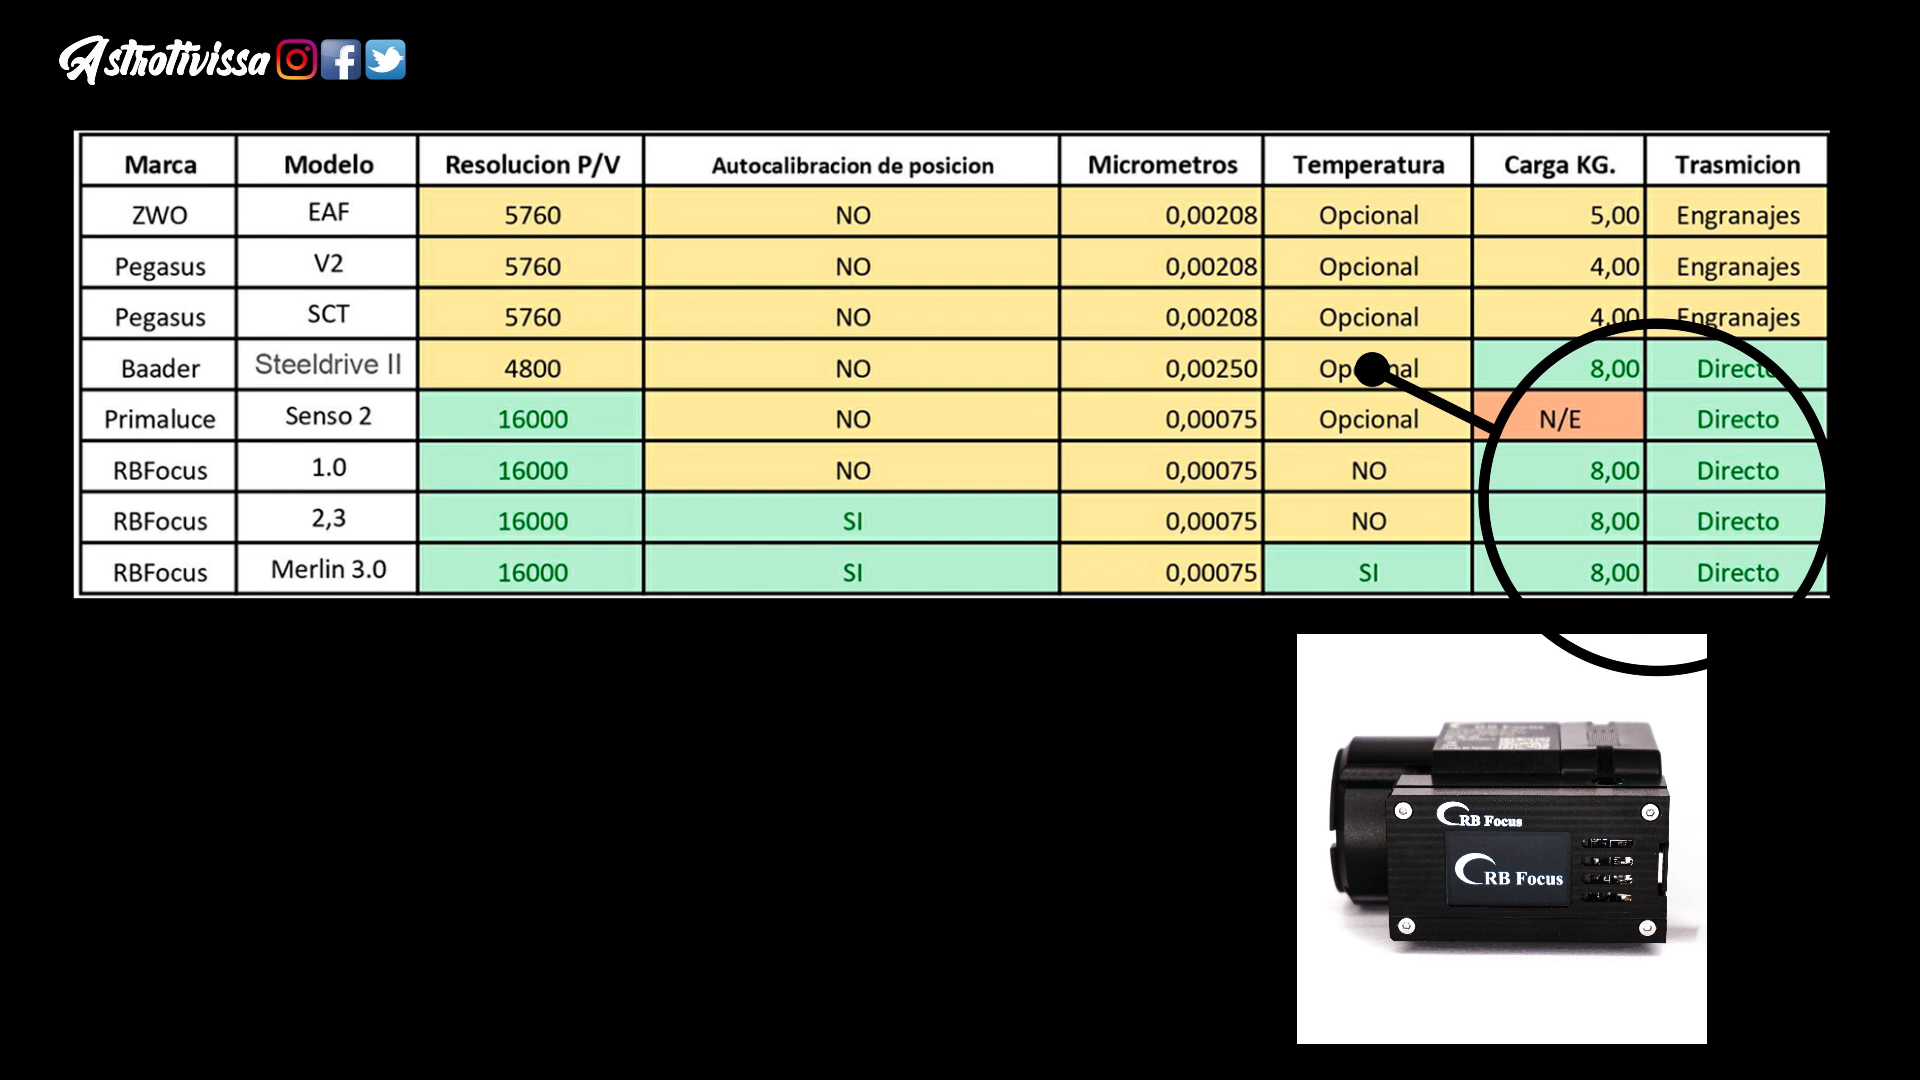 Astrotivissa
Marca Modelo Resolucion P/V Autocalibracion de posicion Micrometros Temperatura Carga KG. Trasmicion
ZWO EAF 5760 NO 0,00208 Opcional 5,00 Engranajes
Pegasus V2 5760 NO 0,00208 Opcional 4,00 Engranajes
Pegasus SCT 5760 NO 0,00208 Opcional 4,00 Engranajes
Baader Steeldrive II 4800 NO 0,00250 Opcional 8,00 Directo
Primaluce Senso 2 16000 NO 0,00075 Opcional N/E Directo
RBFocus 1.0 16000 NO 0,00075 NO 8,00 Directo
RBFocus 2,3 16000 SI 0,00075 NO 8,00 Directo
RBFocus Merlin 3.0 16000 SI 0,00075 SI 8,00 Directo
RB Focus
RB Focus